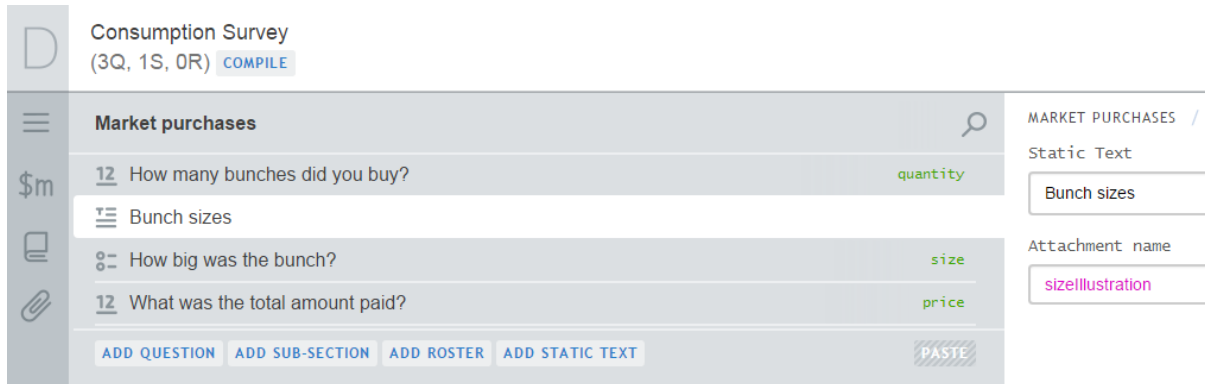 D
Consumption Survey
(3Q, 1S, 0R) COMPILE
$m
Market purchases
12 How many bunches did you buy? quantity
Bunch sizes
How big was the bunch? size
12 What was the total amount paid? price
ADD QUESTION ADD SUB-SECTION ADD ROSTER ADD STATIC TEXT PASTE
MARKET PURCHASES /
Static Text
Bunch sizes
Attachment name
sizeIllustration